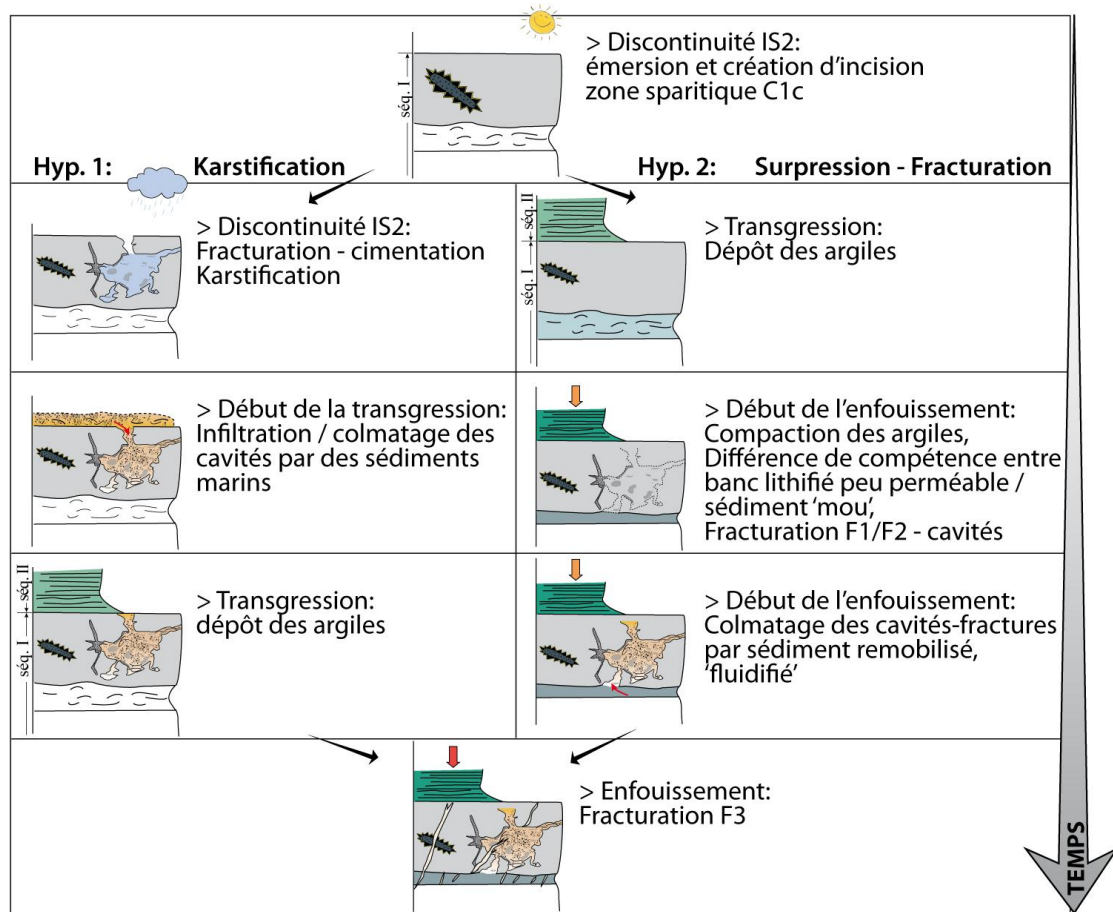 > Discontinuité IS2:
émersion et création d'incision
zone sparitique C1c
séq. I
Hyp. 1: Karstification
Hyp. 2: Surpression - Fracturation
> Discontinuité IS2:
Fracturation - cimentation
Karstification
séq. II
séq. I
> Transgression:
Dépôt des argiles
> Début de la transgression:
Infiltration / colmatage des
cavités par des sédiments
marins
> Début de l'enfouissement:
Compaction des argiles,
Différence de compétence entre
banc lithifié peu perméable /
sédiment 'mou',
Fracturation F1/F2 - cavités
séq. II
séq. I
> Transgression:
dépôt des argiles
> Début de l'enfouissement:
Colmatage des cavités-fractures
par sédiment remobilisé,
'fluidifié'
> Enfouissement:
Fracturation F3
TEMPS